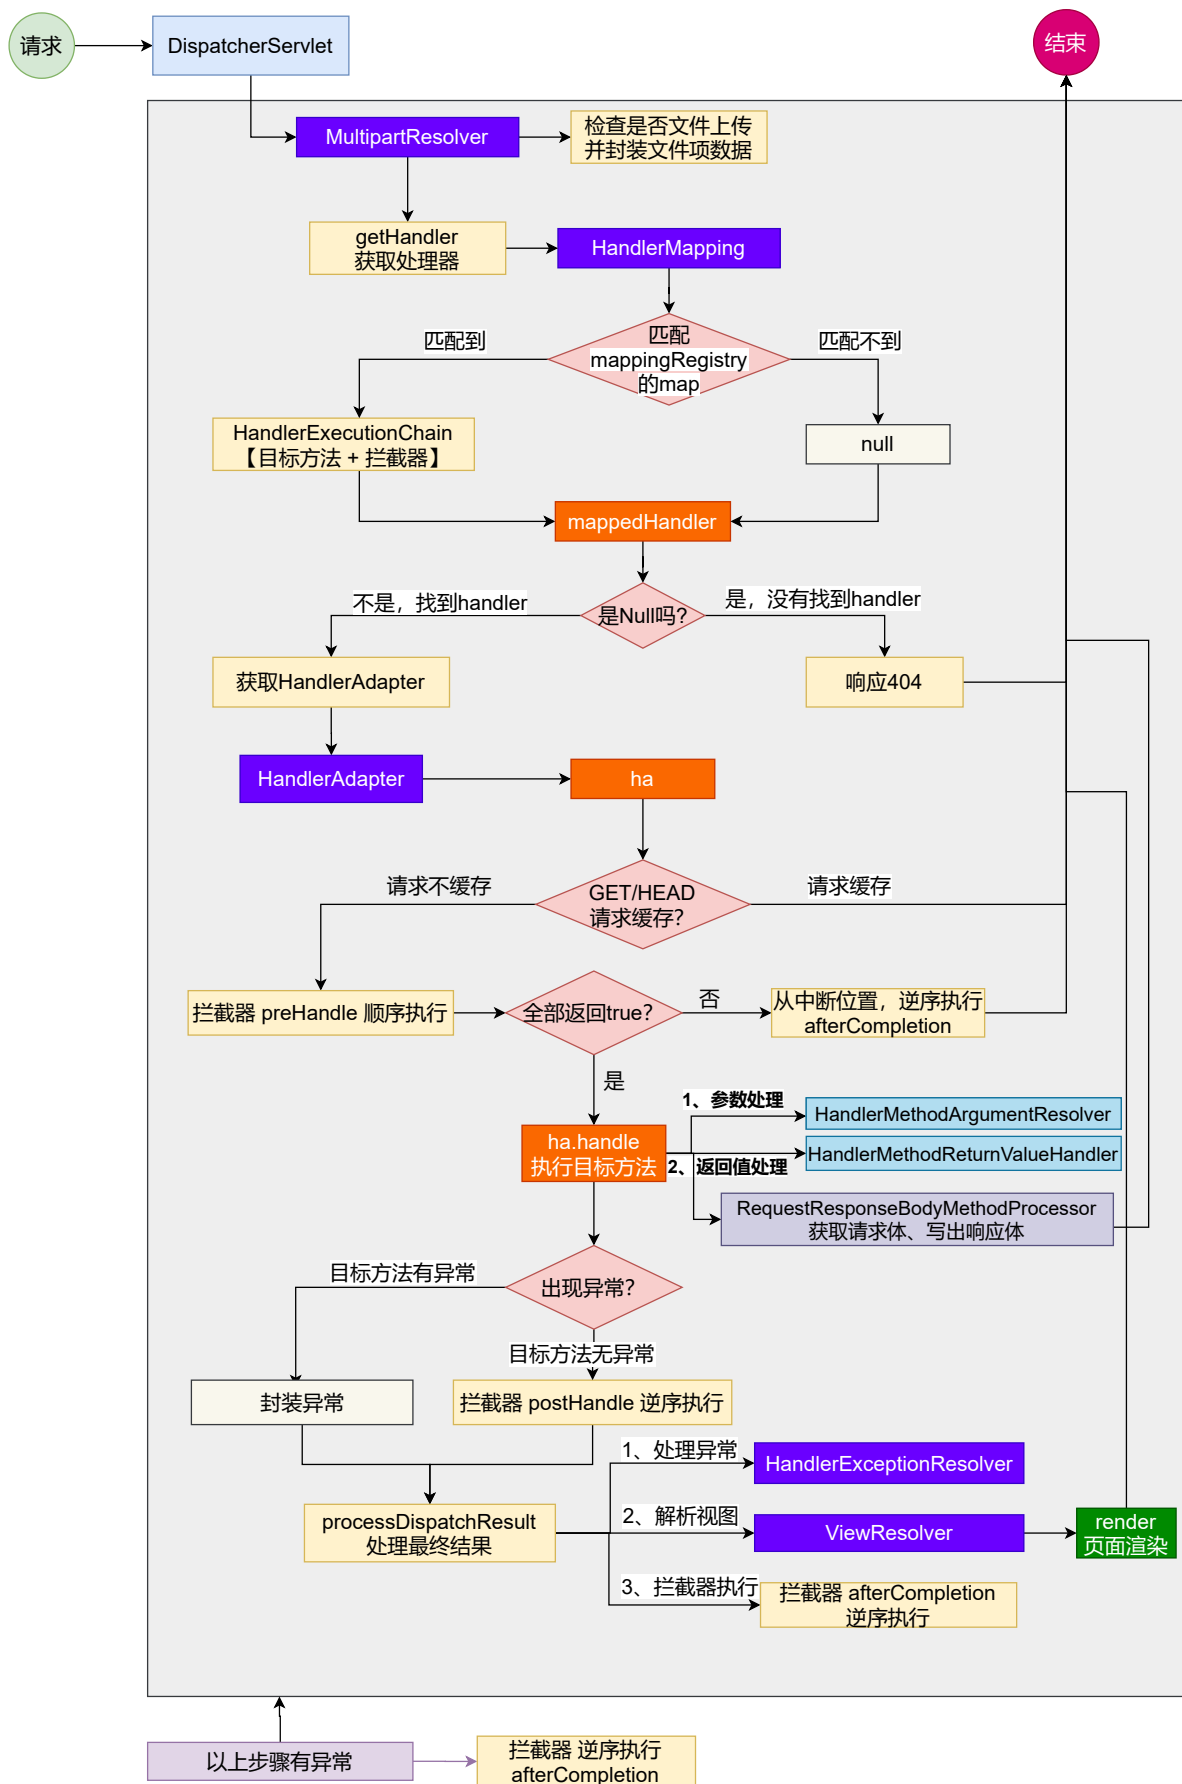 请求
DispatcherServlet
结束
MultipartResolver
检查是否文件上传
并封装文件项数据
getHandler
获取处理器
HandlerMapping
匹配到
匹配
mappingRegistry
的map
匹配不到
HandlerExecutionChain
【目标方法 + 拦截器】
null
mappedHandler
不是，找到handler
是Null吗？
是，没有找到handler
获取HandlerAdapter
响应404
HandlerAdapter
ha
请求不缓存
GET/HEAD
请求缓存？
请求缓存
拦截器 preHandle 顺序执行
全部返回true？
否
从中断位置，逆序执行
afterCompletion
是
ha.handle
执行目标方法
1、参数处理
HandlerMethodArgumentResolver
2、返回值处理
HandlerMethodReturnValueHandler
RequestResponseBodyMethodProcessor
获取请求体、写出响应体
目标方法有异常
出现异常？
目标方法无异常
封装异常
拦截器 postHandle 逆序执行
processDispatchResult
处理最终结果
1、处理异常
HandlerExceptionResolver
2、解析视图
ViewResolver
render
页面渲染
3、拦截器执行
拦截器 afterCompletion
逆序执行
以上步骤有异常
拦截器 逆序执行
afterCompletion